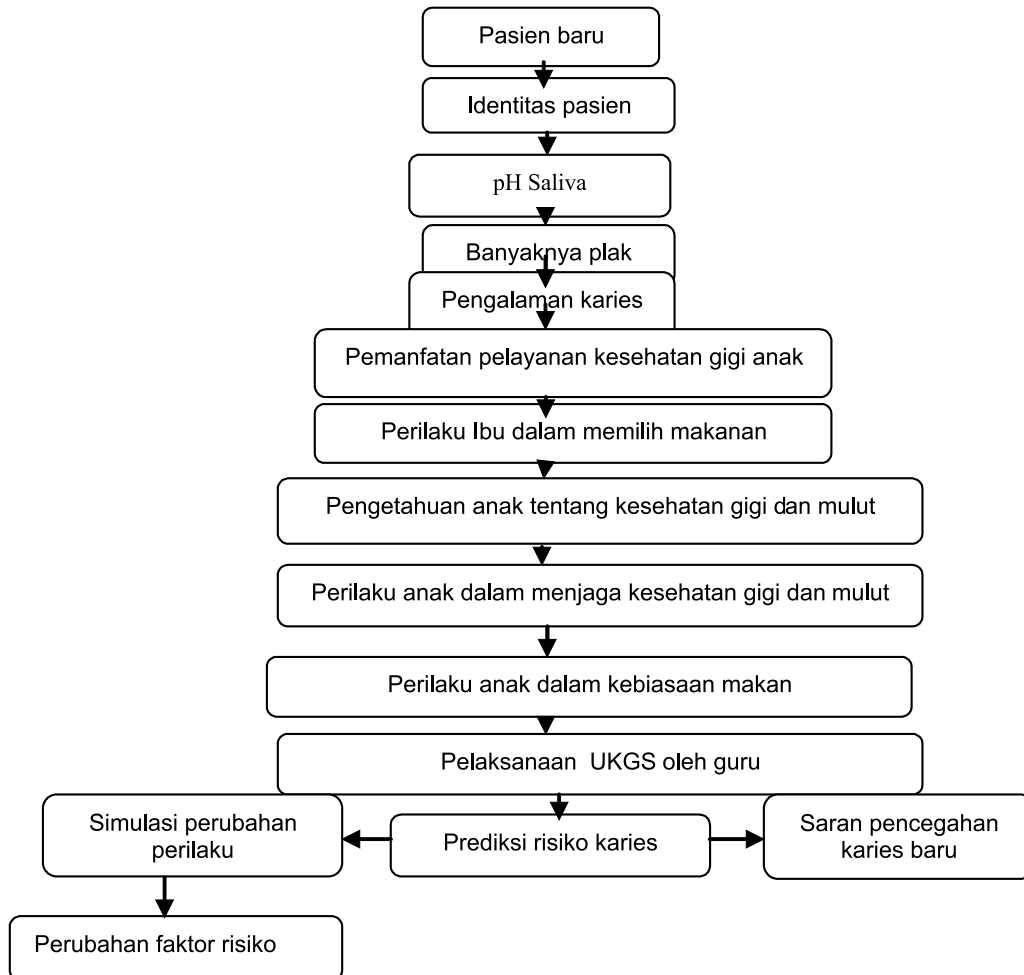 Pasien baru
Identitas pasien
pH Saliva
Banyaknya plak
Pengalaman karies
Pemanfatan pelayanan kesehatan gigi anak
Perilaku Ibu dalam memilih makanan
Pengetahuan anak tentang kesehatan gigi dan mulut
Perilaku anak dalam menjaga kesehatan gigi dan mulut
Perilaku anak dalam kebiasaan makan
Pelaksanaan UKGS oleh guru
Simulasi perubahan
perilaku
Prediksi risiko karies
Saran pencegahan
karies baru
Perubahan faktor risiko